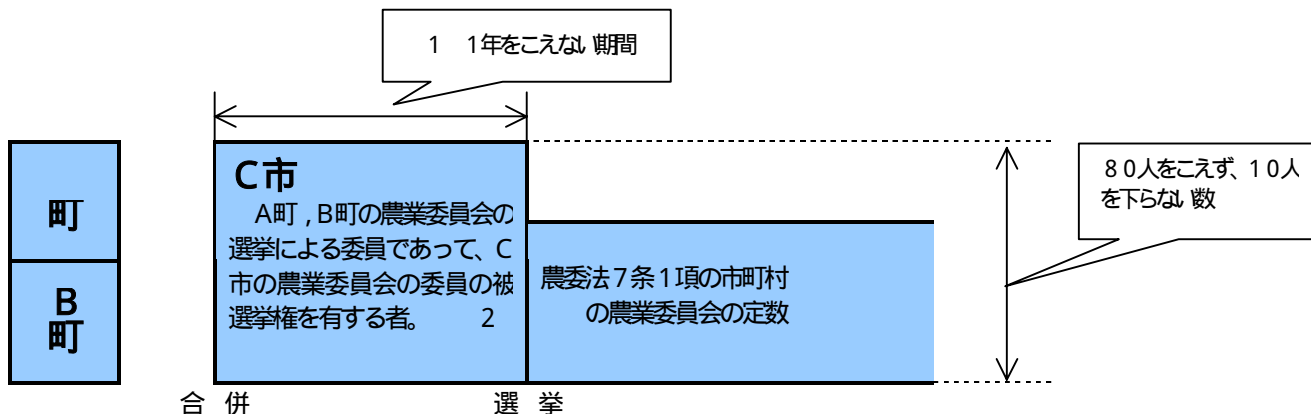 1 1年をこえない期間
町
B
町
C市
A町,B町の農業委員会の
選挙による委員であって、C
市の農業委員会の委員の被
選挙権を有する者。 2
農委法7条1項の市町村
の農業委員会の定数
80人をこえず、10人
を下らない数
合併
選挙